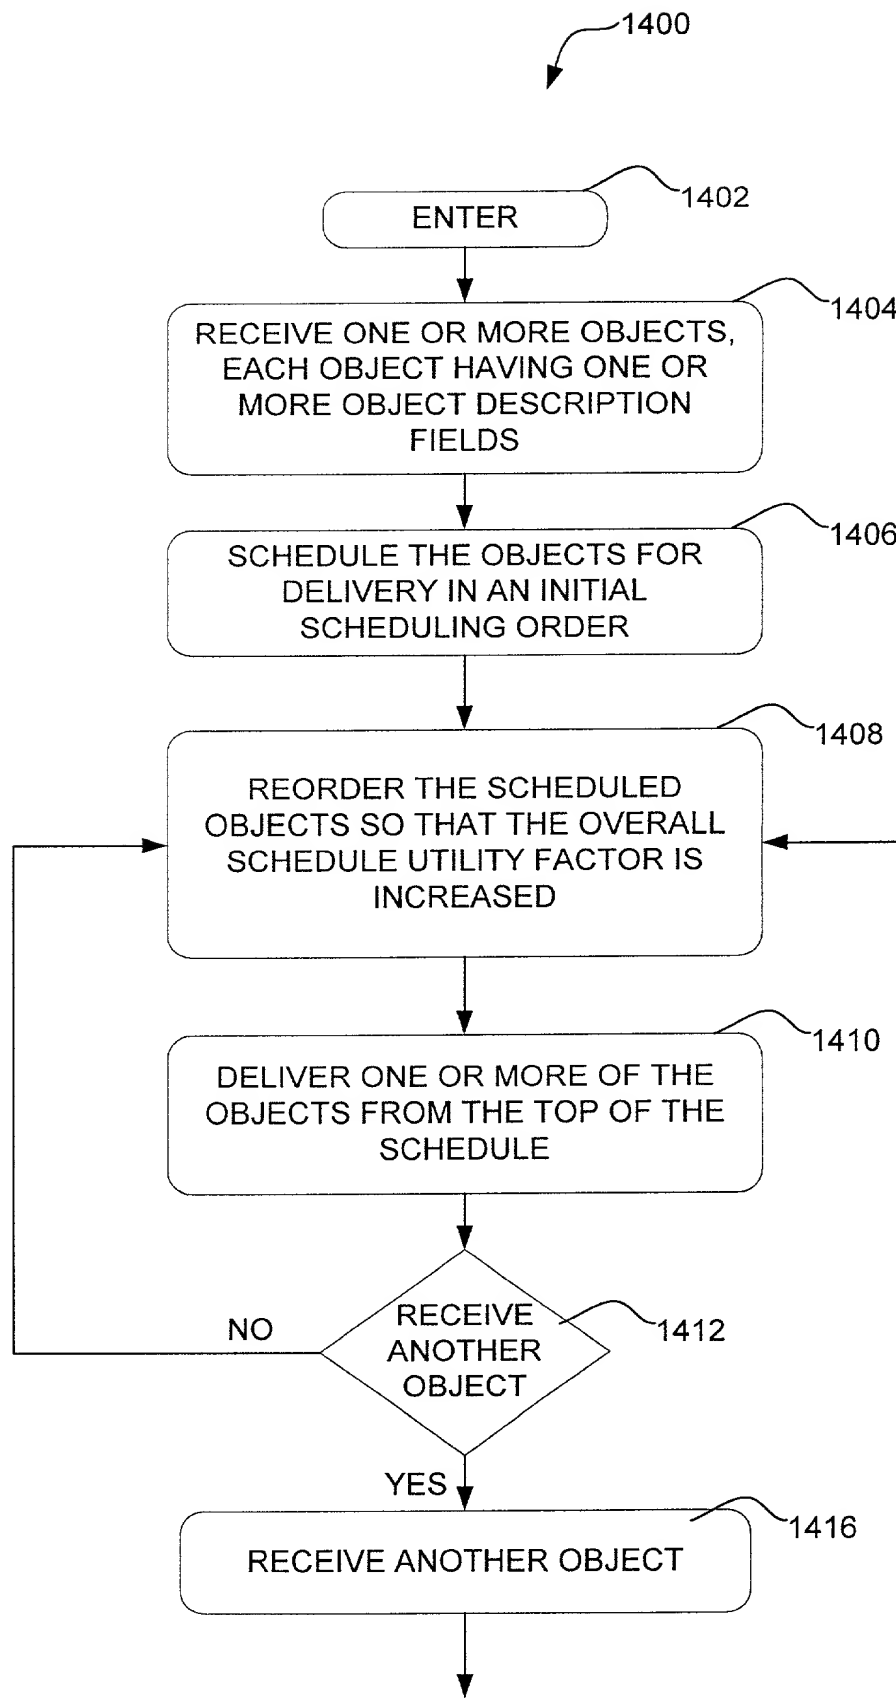 1400
1402
ENTER
1404
RECEIVE ONE OR MORE OBJECTS,
EACH OBJECT HAVING ONE OR
MORE OBJECT DESCRIPTION
FIELDS
1406
SCHEDULE THE OBJECTS FOR
DELIVERY IN AN INITIAL
SCHEDULING ORDER
1408
REORDER THE SCHEDULED
OBJECTS SO THAT THE OVERALL
SCHEDULE UTILITY FACTOR IS
INCREASED
1410
DELIVER ONE OR MORE OF THE
OBJECTS FROM THE TOP OF THE
SCHEDULE
RECEIVE
ANOTHER
OBJECT
1412
NO
YES
1416
RECEIVE ANOTHER OBJECT